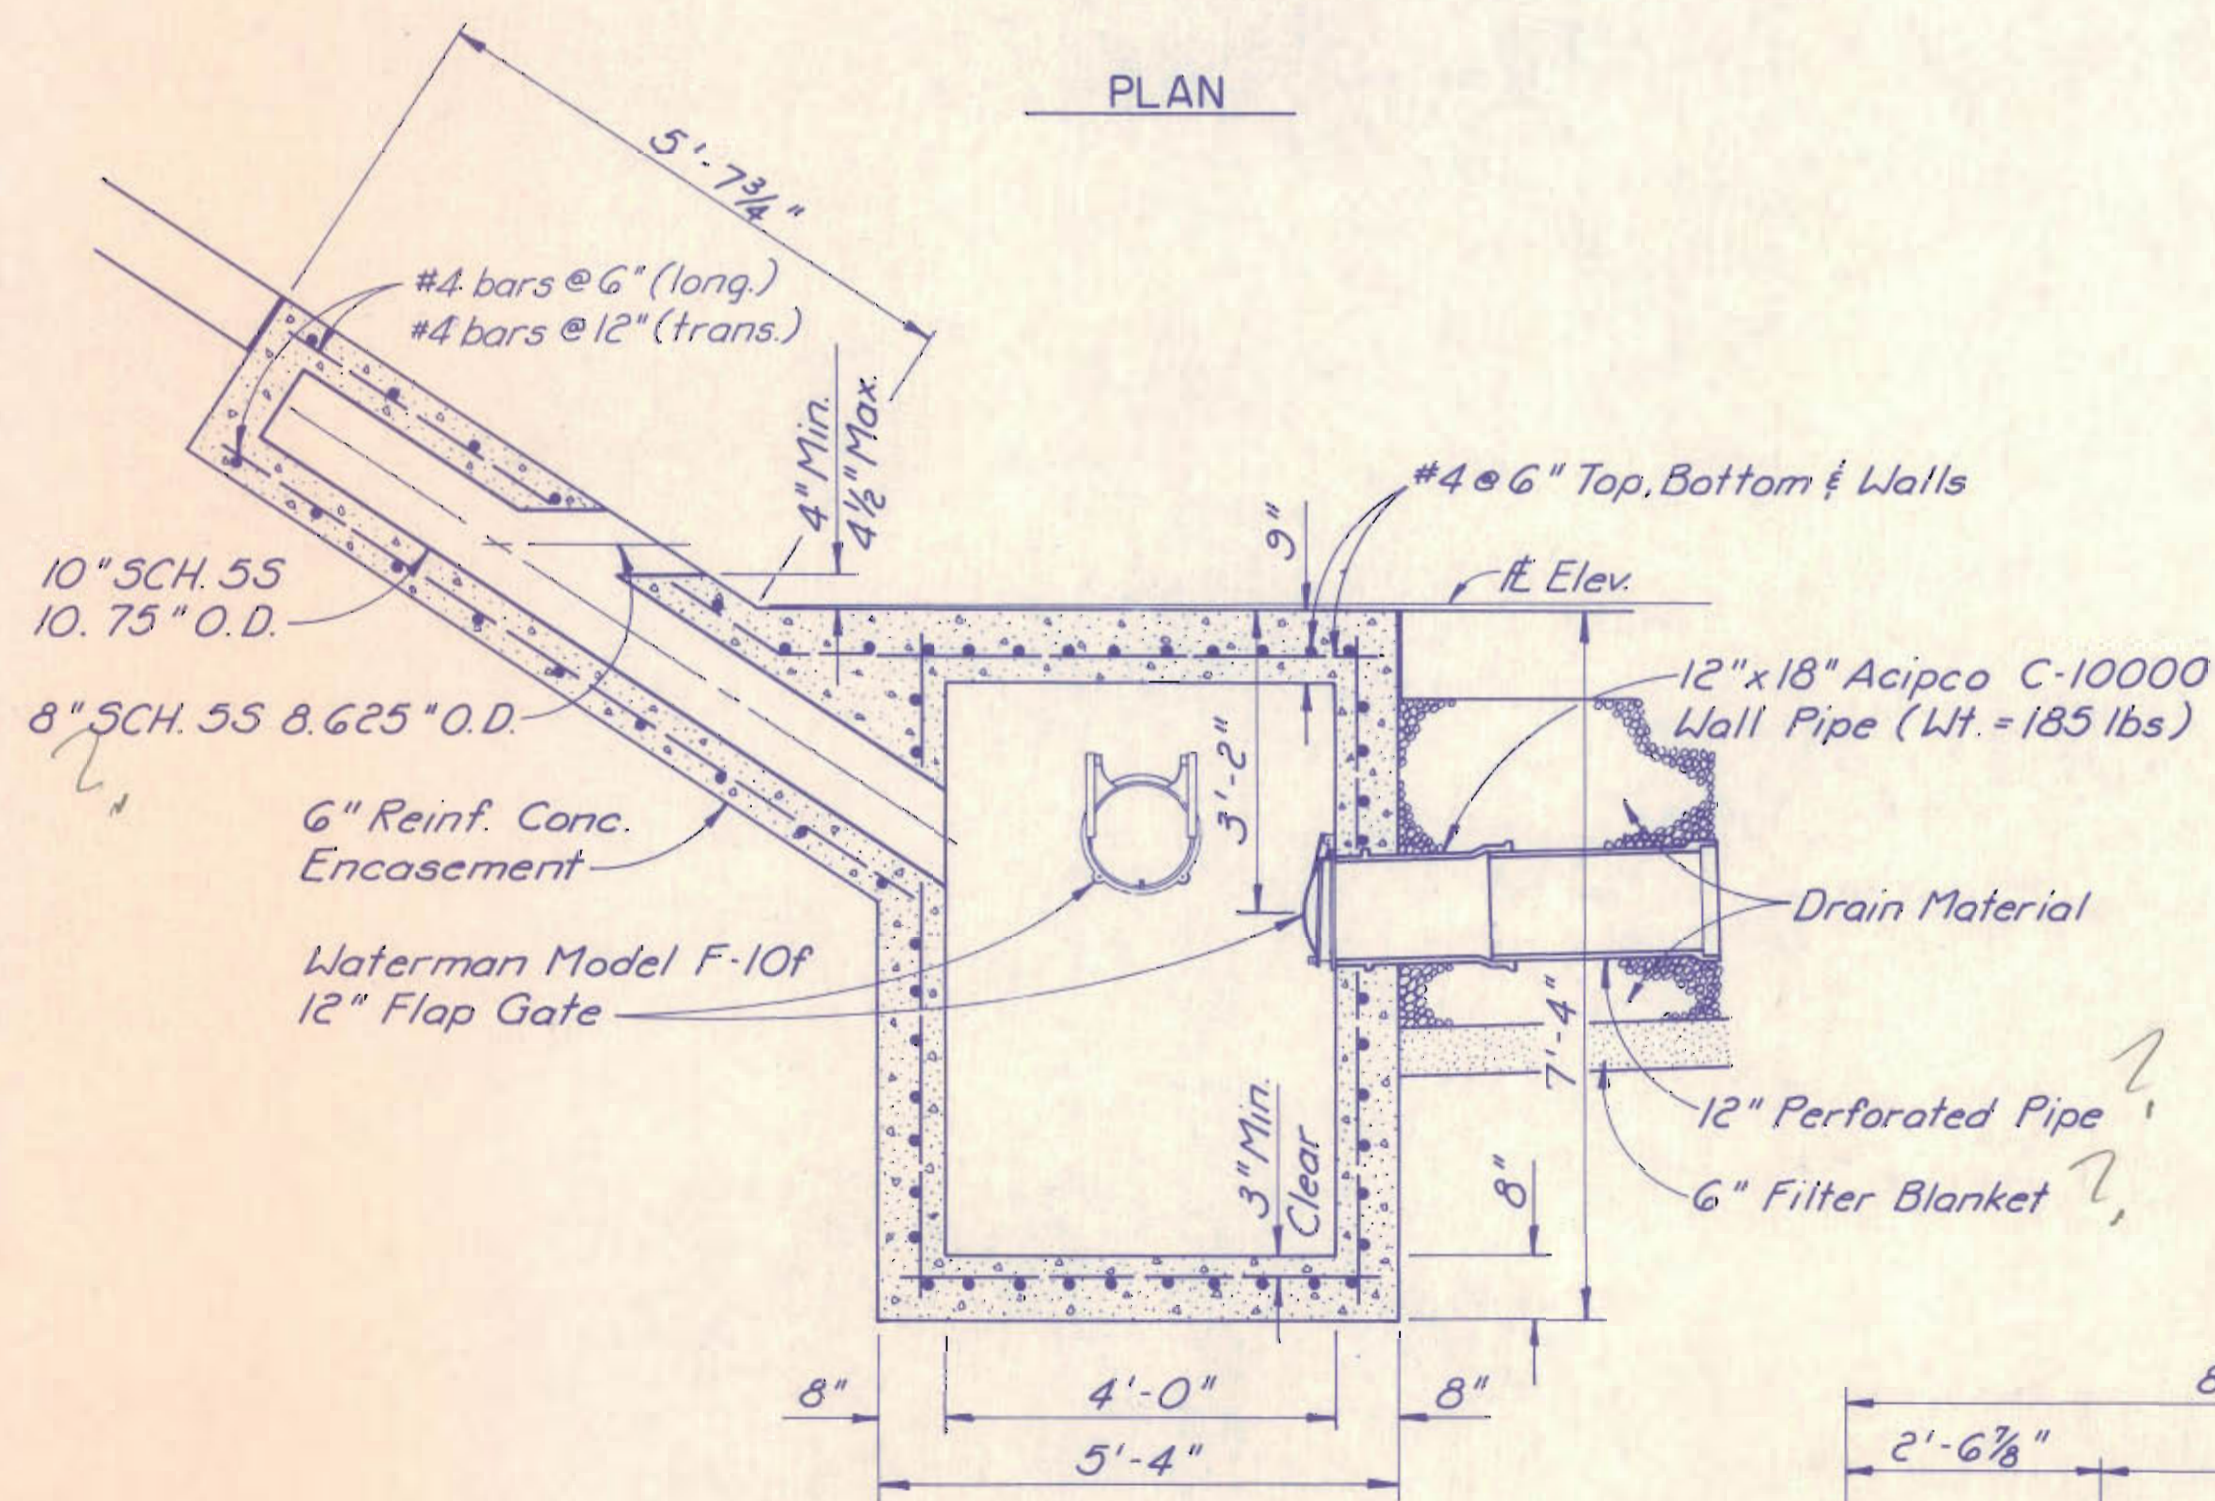 PLAN
5'-7¾"
#4 bars @ 6" (long.)
#4 bars @ 12" (trans.)
4" Min.
4½" Max.
9"
#4 @ 6" Top, Bottom & Walls
℄ Elev.
10" SCH. 5S
10.75" O.D.
8" SCH. 5S 8.625" O.D.
12"x18" Acipco C-10000
Wall Pipe (Wt. = 185 lbs)
3'-2"
6" Reinf. Conc.
Encasement
Drain Material
Waterman Model F-10f
12" Flap Gate
7'-4"
12" Perforated Pipe
3" Min.
Clear
8"
6" Filter Blanket
8"
4'-0"
8"
5'-4"
8
2'-6⅞"